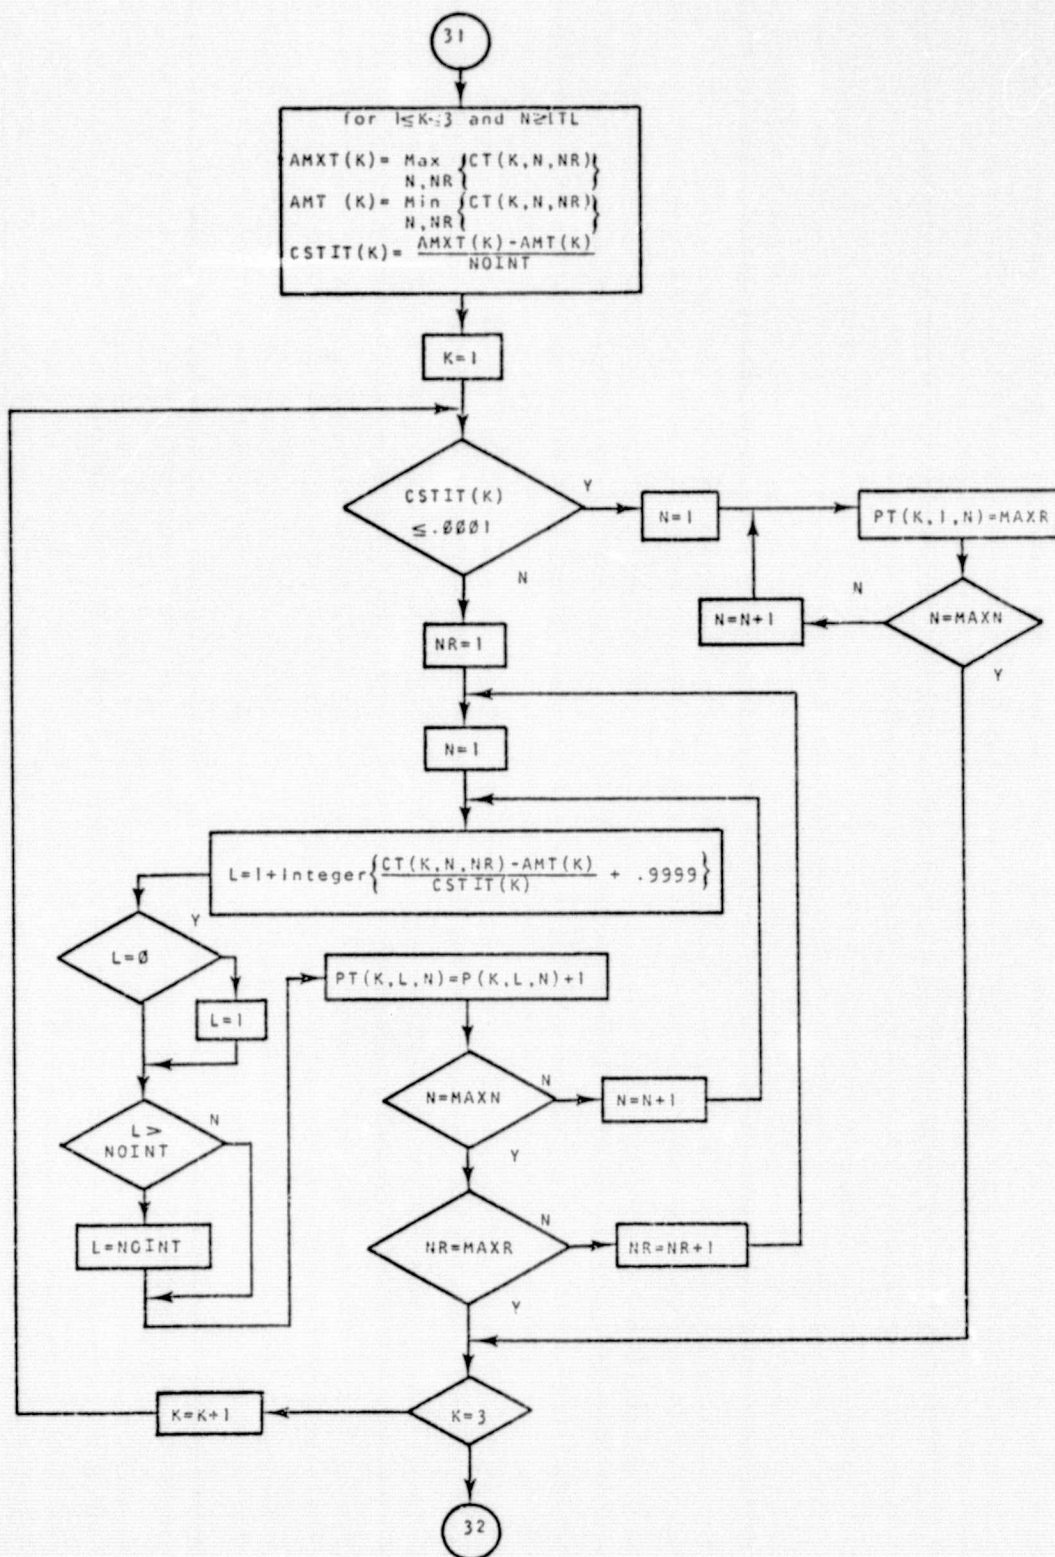 31
for 1≤K≤3 and N≥ITL
AMXT(K)= Max {CT(K,N,NR)}
N,NR
AMT (K)= Min {CT(K,N,NR)}
N,NR
CSTIT(K)= AMXT(K)-AMT(K)
NOINT
K=1
CSTIT(K)
≤.0001
Y
N=1
PT(K,1,N)=MAXR
N
N
N=N+1
N=MAXN
NR=1
Y
N=1
L=1+Integer{CT(K,N,NR)-AMT(K) + .9999}
CSTIT(K)
Y
L=0
PT(K,L,N)=P(K,L,N)+1
L=1
N=MAXN
N
N=N+1
L>
NOINT
N
Y
L=NOINT
NR=MAXR
N
NR=NR+1
Y
K=K+1
K=3
32